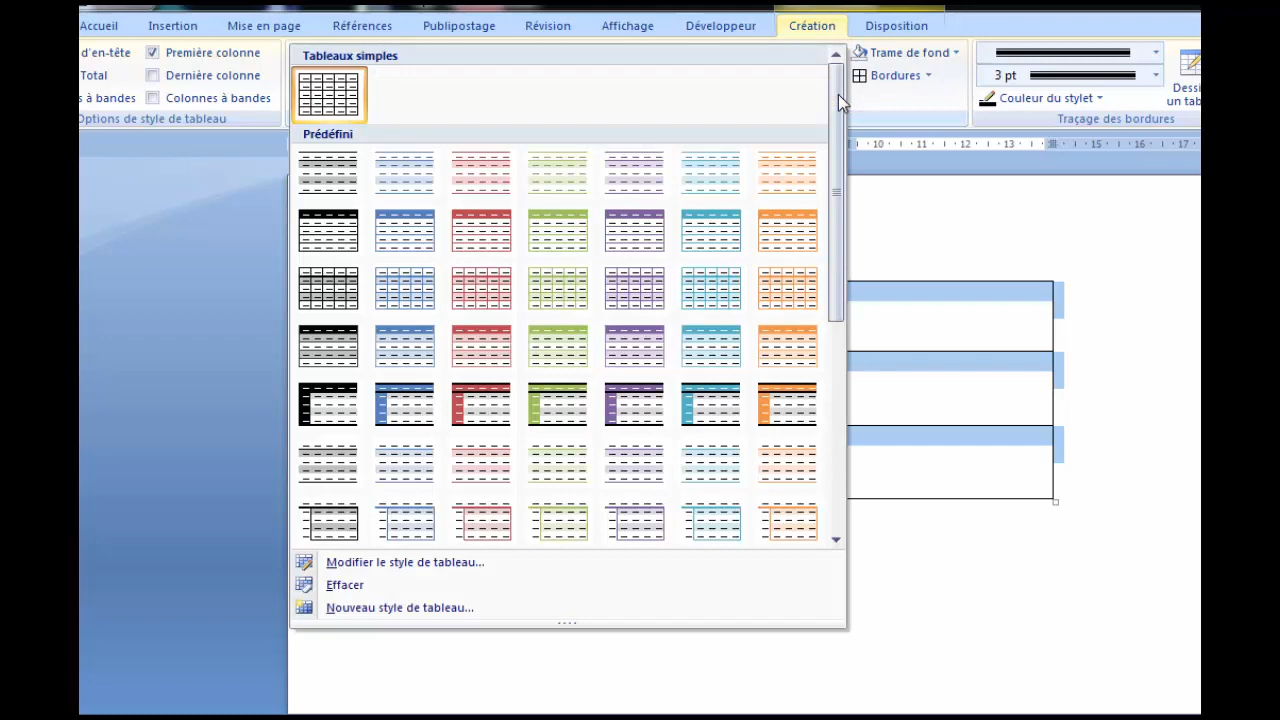 Accueil Insertion Mise en page Références Publipostage Révision Affichage Développeur Création Disposition
d'en-tête Première colonne
Total Dernière colonne
s à bandes Colonnes à bandes
Options de style de tableau
Tableaux simples
Prédéfini
Modifier le style de tableau...
Effacer
Nouveau style de tableau...
Trame de fond
Bordures
3 pt
Couleur du stylet
Dessi
un tab
Traçage des bordures
10 11 12 13 15 16 17